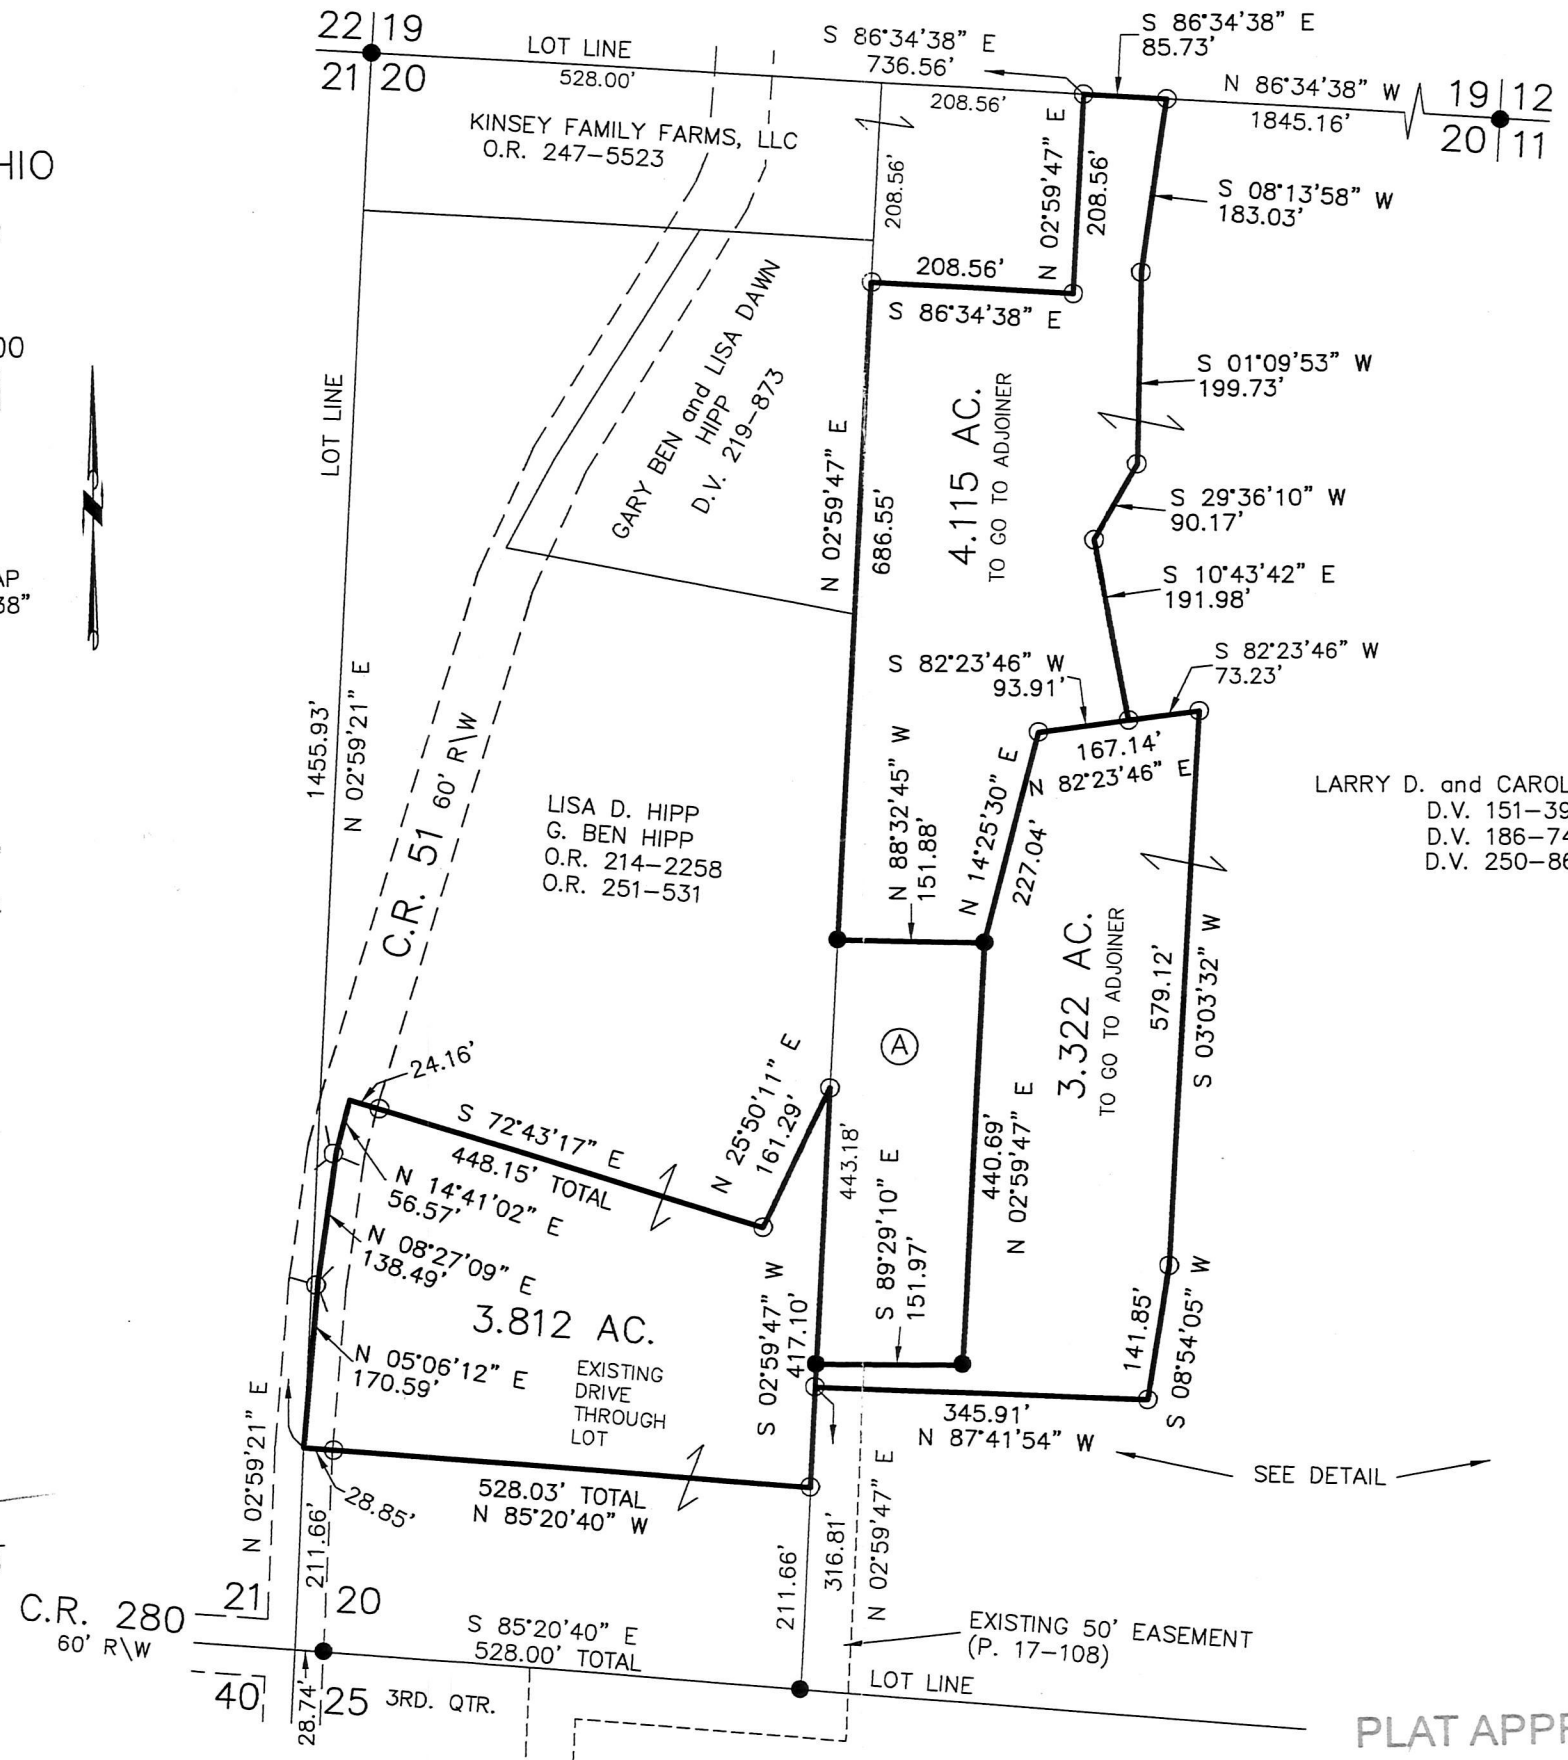 22 19
21 20
LOT LINE
528.00'
S 86°34'38" E
736.56'
208.56'
S 86°34'38" E
85.73'
N 86°34'38" W
1845.16'
19 12
20 11
HIO
KINSEY FAMILY FARMS, LLC
O.R. 247-5523
208.56'
N 02°59'47" E
208.56'
S 08°13'58" W
183.03'
208.56'
S 86°34'38" E
00
LOT LINE
GARY BEN and LISA DAWN
HIPP
D.V. 219-873
N 02°59'47" E
686.55'
4.115 AC.
TO GO TO ADJOINER
S 01°09'53" W
199.73'
S 29°36'10" W
90.17'
S 10°43'42" E
191.98'
AP
38"
S 82°23'46" W
93.91'
S 82°23'46" W
73.23'
167.14'
N 82°23'46" E
1455.93'
N 02°59'21" E
C.R. 51 60' R\W
LISA D. HIPP
G. BEN HIPP
O.R. 214-2258
O.R. 251-531
N 88°32'45" W
151.88'
N 14°25'30" E
227.04'
LARRY D. and CAROL
D.V. 151-39
D.V. 186-74
D.V. 250-86
3.322 AC.
TO GO TO ADJOINER
579.12'
S 03°03'32" W
A
24.16'
S 72°43'17" E
448.15' TOTAL
N 25°50'11" E
161.29'
443.18'
S 89°29'10" E
151.97'
440.69'
N 02°59'47" E
N 14°41'02" E
56.57'
N 08°27'09" E
138.49'
3.812 AC.
N 05°06'12" E
170.59'
EXISTING
DRIVE
THROUGH
LOT
S 02°59'47" W
417.10'
141.85'
S 08°54'05" W
345.91'
N 87°41'54" W
SEE DETAIL
N 02°59'21" E
28.85'
528.03' TOTAL
N 85°20'40" W
211.66'
211.66'
316.81'
N 02°59'47" E
C.R. 280
60' R\W
21 20
S 85°20'40" E
528.00' TOTAL
EXISTING 50' EASEMENT
(P. 17-108)
LOT LINE
40 25
3RD. QTR.
28.74'
PLAT APP